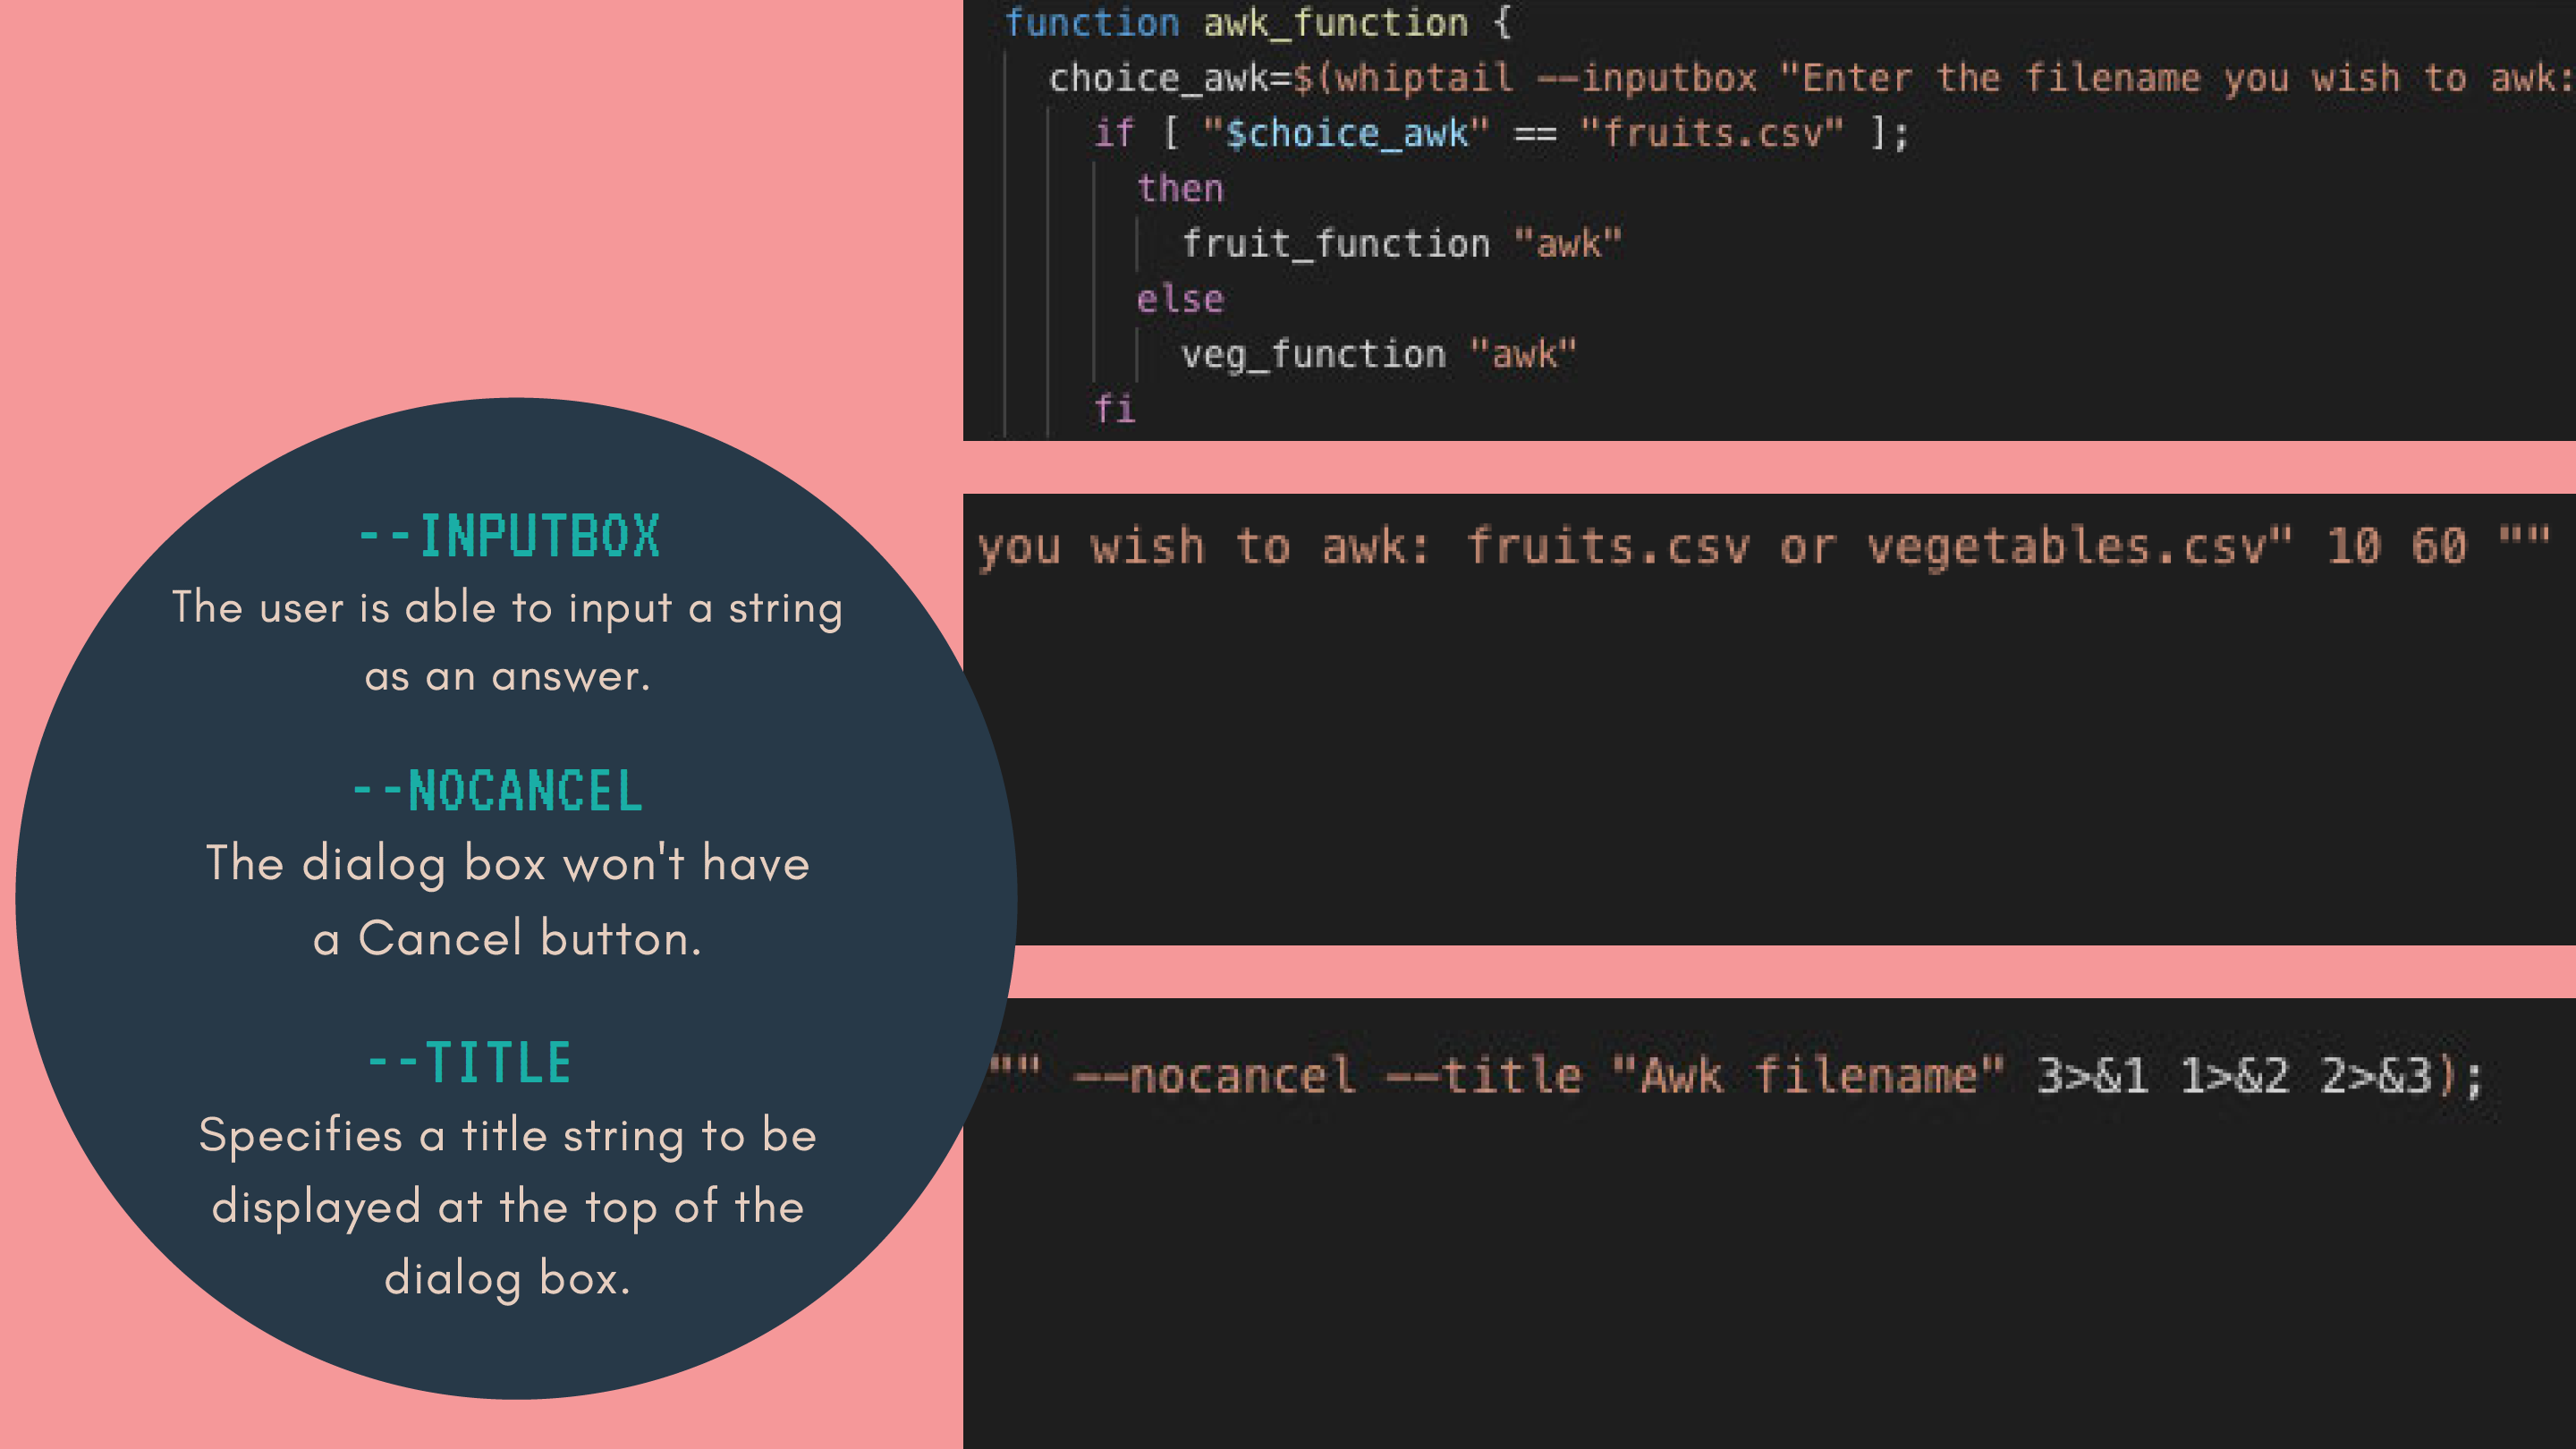 --INPUTBOX
The user is able to input a string
as an answer.
--NOCANCEL
The dialog box won't have
a Cancel button.
--TITLE
Specifies a title string to be
displayed at the top of the
dialog box.
function awk_function {
choice_awk=$(whiptail --inputbox "Enter the filename you wish to awk:
if [ "$choice_awk" == "fruits.csv" ];
then
fruit_function "awk"
else
veg_function "awk"
fi
you wish to awk: fruits.csv or vegetables.csv" 10 60 ""
"" --nocancel --title "Awk filename" 3>&1 1>&2 2>&3);